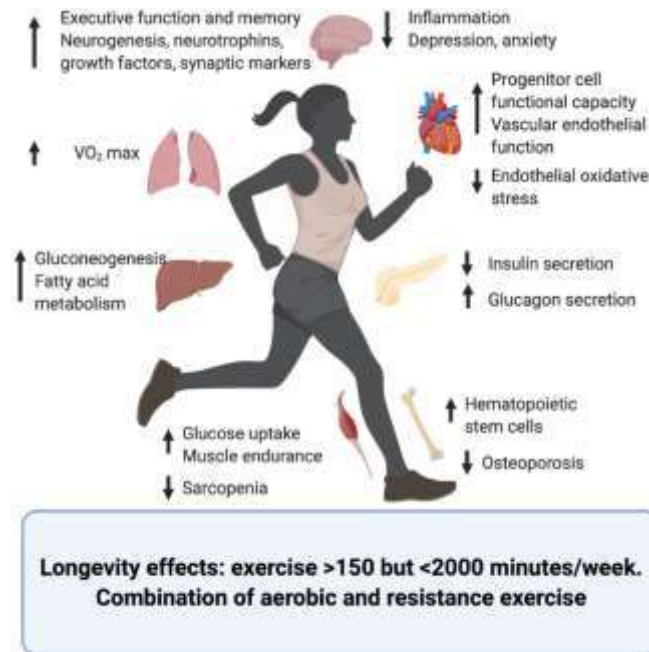 Executive function and memory
Neurogenesis, neurotrophins,
growth factors, synaptic markers
Inflammation
Depression, anxiety
Progenitor cell
functional capacity
Vascular endothelial
function
Endothelial oxidative
stress
VO₂ max
Gluconeogenesis
Fatty acid
metabolism
Insulin secretion
Glucagon secretion
Glucose uptake
Muscle endurance
Sarcopenia
Hematopoietic
stem cells
Osteoporosis
Longevity effects: exercise >150 but <2000 minutes/week.
Combination of aerobic and resistance exercise